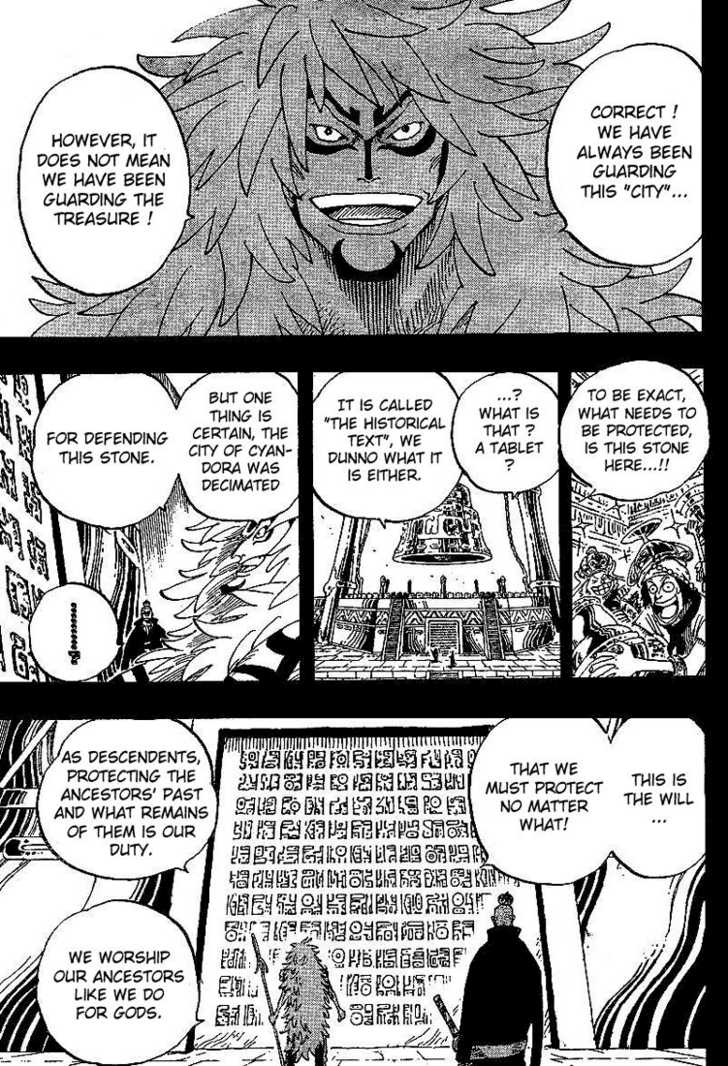 CORRECT !
WE HAVE
ALWAYS BEEN
GUARDING
THIS "CITY"...
HOWEVER, IT
DOES NOT MEAN
WE HAVE BEEN
GUARDING THE
TREASURE !
TO BE EXACT,
WHAT NEEDS TO
BE PROTECTED,
IS THIS STONE
HERE...!!
...?
WHAT IS
THAT ?
A TABLET
?
IT IS CALLED
"THE HISTORICAL
TEXT", WE
DUNNO WHAT IT
IS EITHER.
BUT ONE
THING IS
CERTAIN, THE
CITY OF CYAN-
DORA WAS
DECIMATED
FOR DEFENDING
THIS STONE.
THIS IS
THE WILL
...
THAT WE
MUST PROTECT
NO MATTER
WHAT!
AS DESCENDENTS,
PROTECTING THE
ANCESTORS' PAST
AND WHAT REMAINS
OF THEM IS OUR
DUTY.
WE WORSHIP
OUR ANCESTORS
LIKE WE DO
FOR GODS.